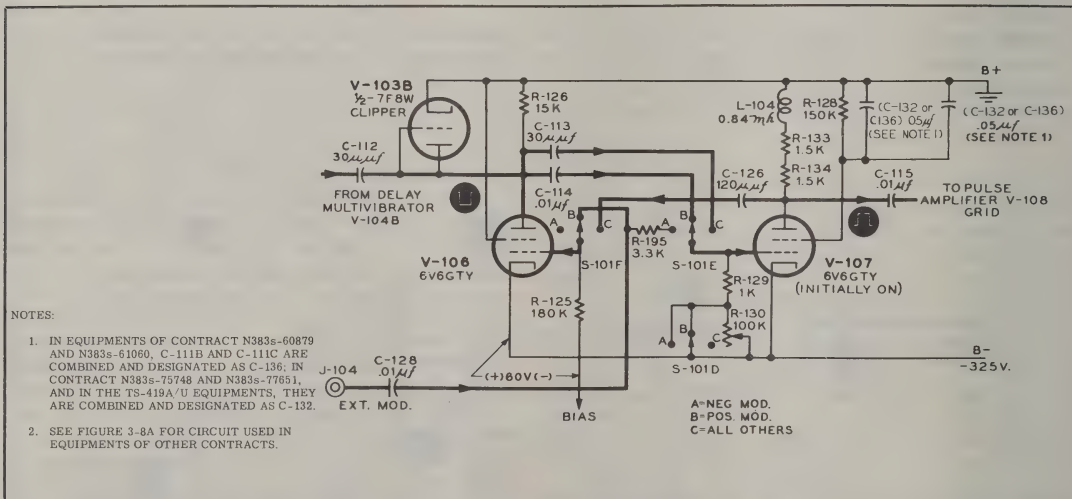 V-103B
1/2-7F8W
CLIPPER
C-112
30μμf
FROM DELAY
MULTIVIBRATOR
V-104B
R-126
15K
C-113
30μμf
C-114
.01μf
V-106
6V6GTY
A
B
C
S-101F
R-125
180K
R-195
3.3K
C-126
120μμf
L-104
0.847mh
R-133
1.5K
R-134
1.5K
R-128
150K
(C-132 or
C136) 05μf
(SEE NOTE 1)
B+
(C-132 or C-136)
.05μf
(SEE NOTE 1)
C-115
.01μf
TO PULSE
AMPLIFIER V-108
GRID
A
B
C
S-101E
V-107
6V6GTY
(INITIALLY ON)
R-129
1K
R-130
100K
A
B
C
S-101D
B-
-325V.
(+)60V(-)
BIAS
J-104
C-128
.01μf
EXT. MOD.
A=NEG MOD.
B=POS. MOD.
C=ALL OTHERS
NOTES:
1. IN EQUIPMENTS OF CONTRACT N383s-60879
AND N383s-61060, C-111B AND C-111C ARE
COMBINED AND DESIGNATED AS C-136; IN
CONTRACT N383s-75748 AND N383s-77651,
AND IN THE TS-419A/U EQUIPMENTS, THEY
ARE COMBINED AND DESIGNATED AS C-132.
2. SEE FIGURE 3-8A FOR CIRCUIT USED IN
EQUIPMENTS OF OTHER CONTRACTS.